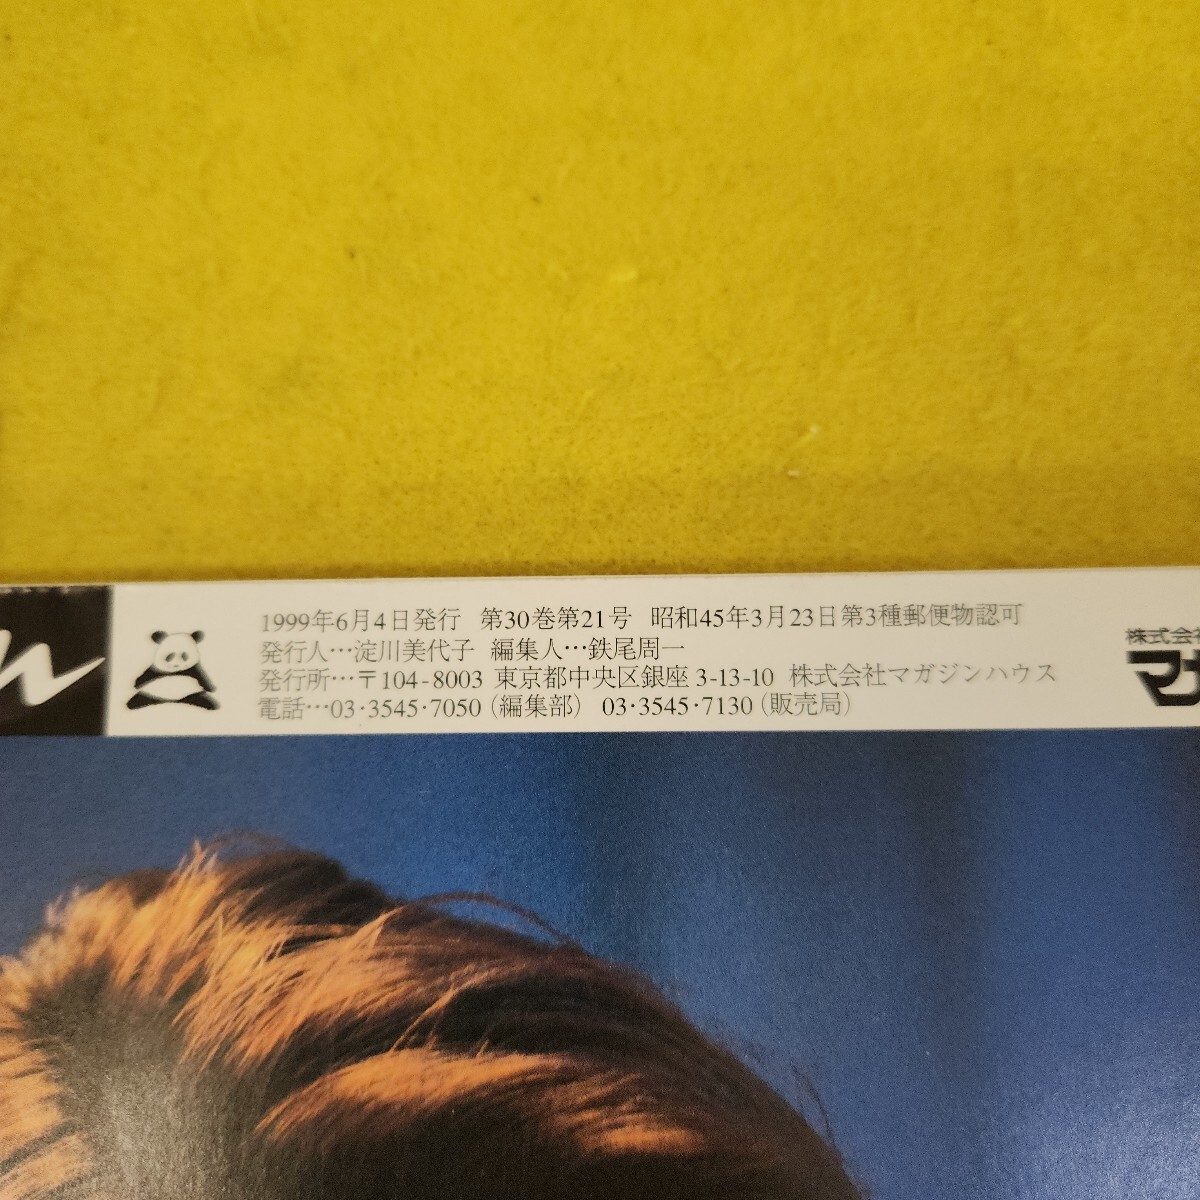 1999年6月4日発行 第30巻第21号 昭和45年3月23日第3種郵便物認可
発行人…淀川美代子 編集人…鉄尾周一
発行所…〒104-8003 東京都中央区銀座3-13-10 株式会社マガジンハウス
電話…03・3545・7050(編集部) 03・3545・7130(販売局)
株式会社
マガ